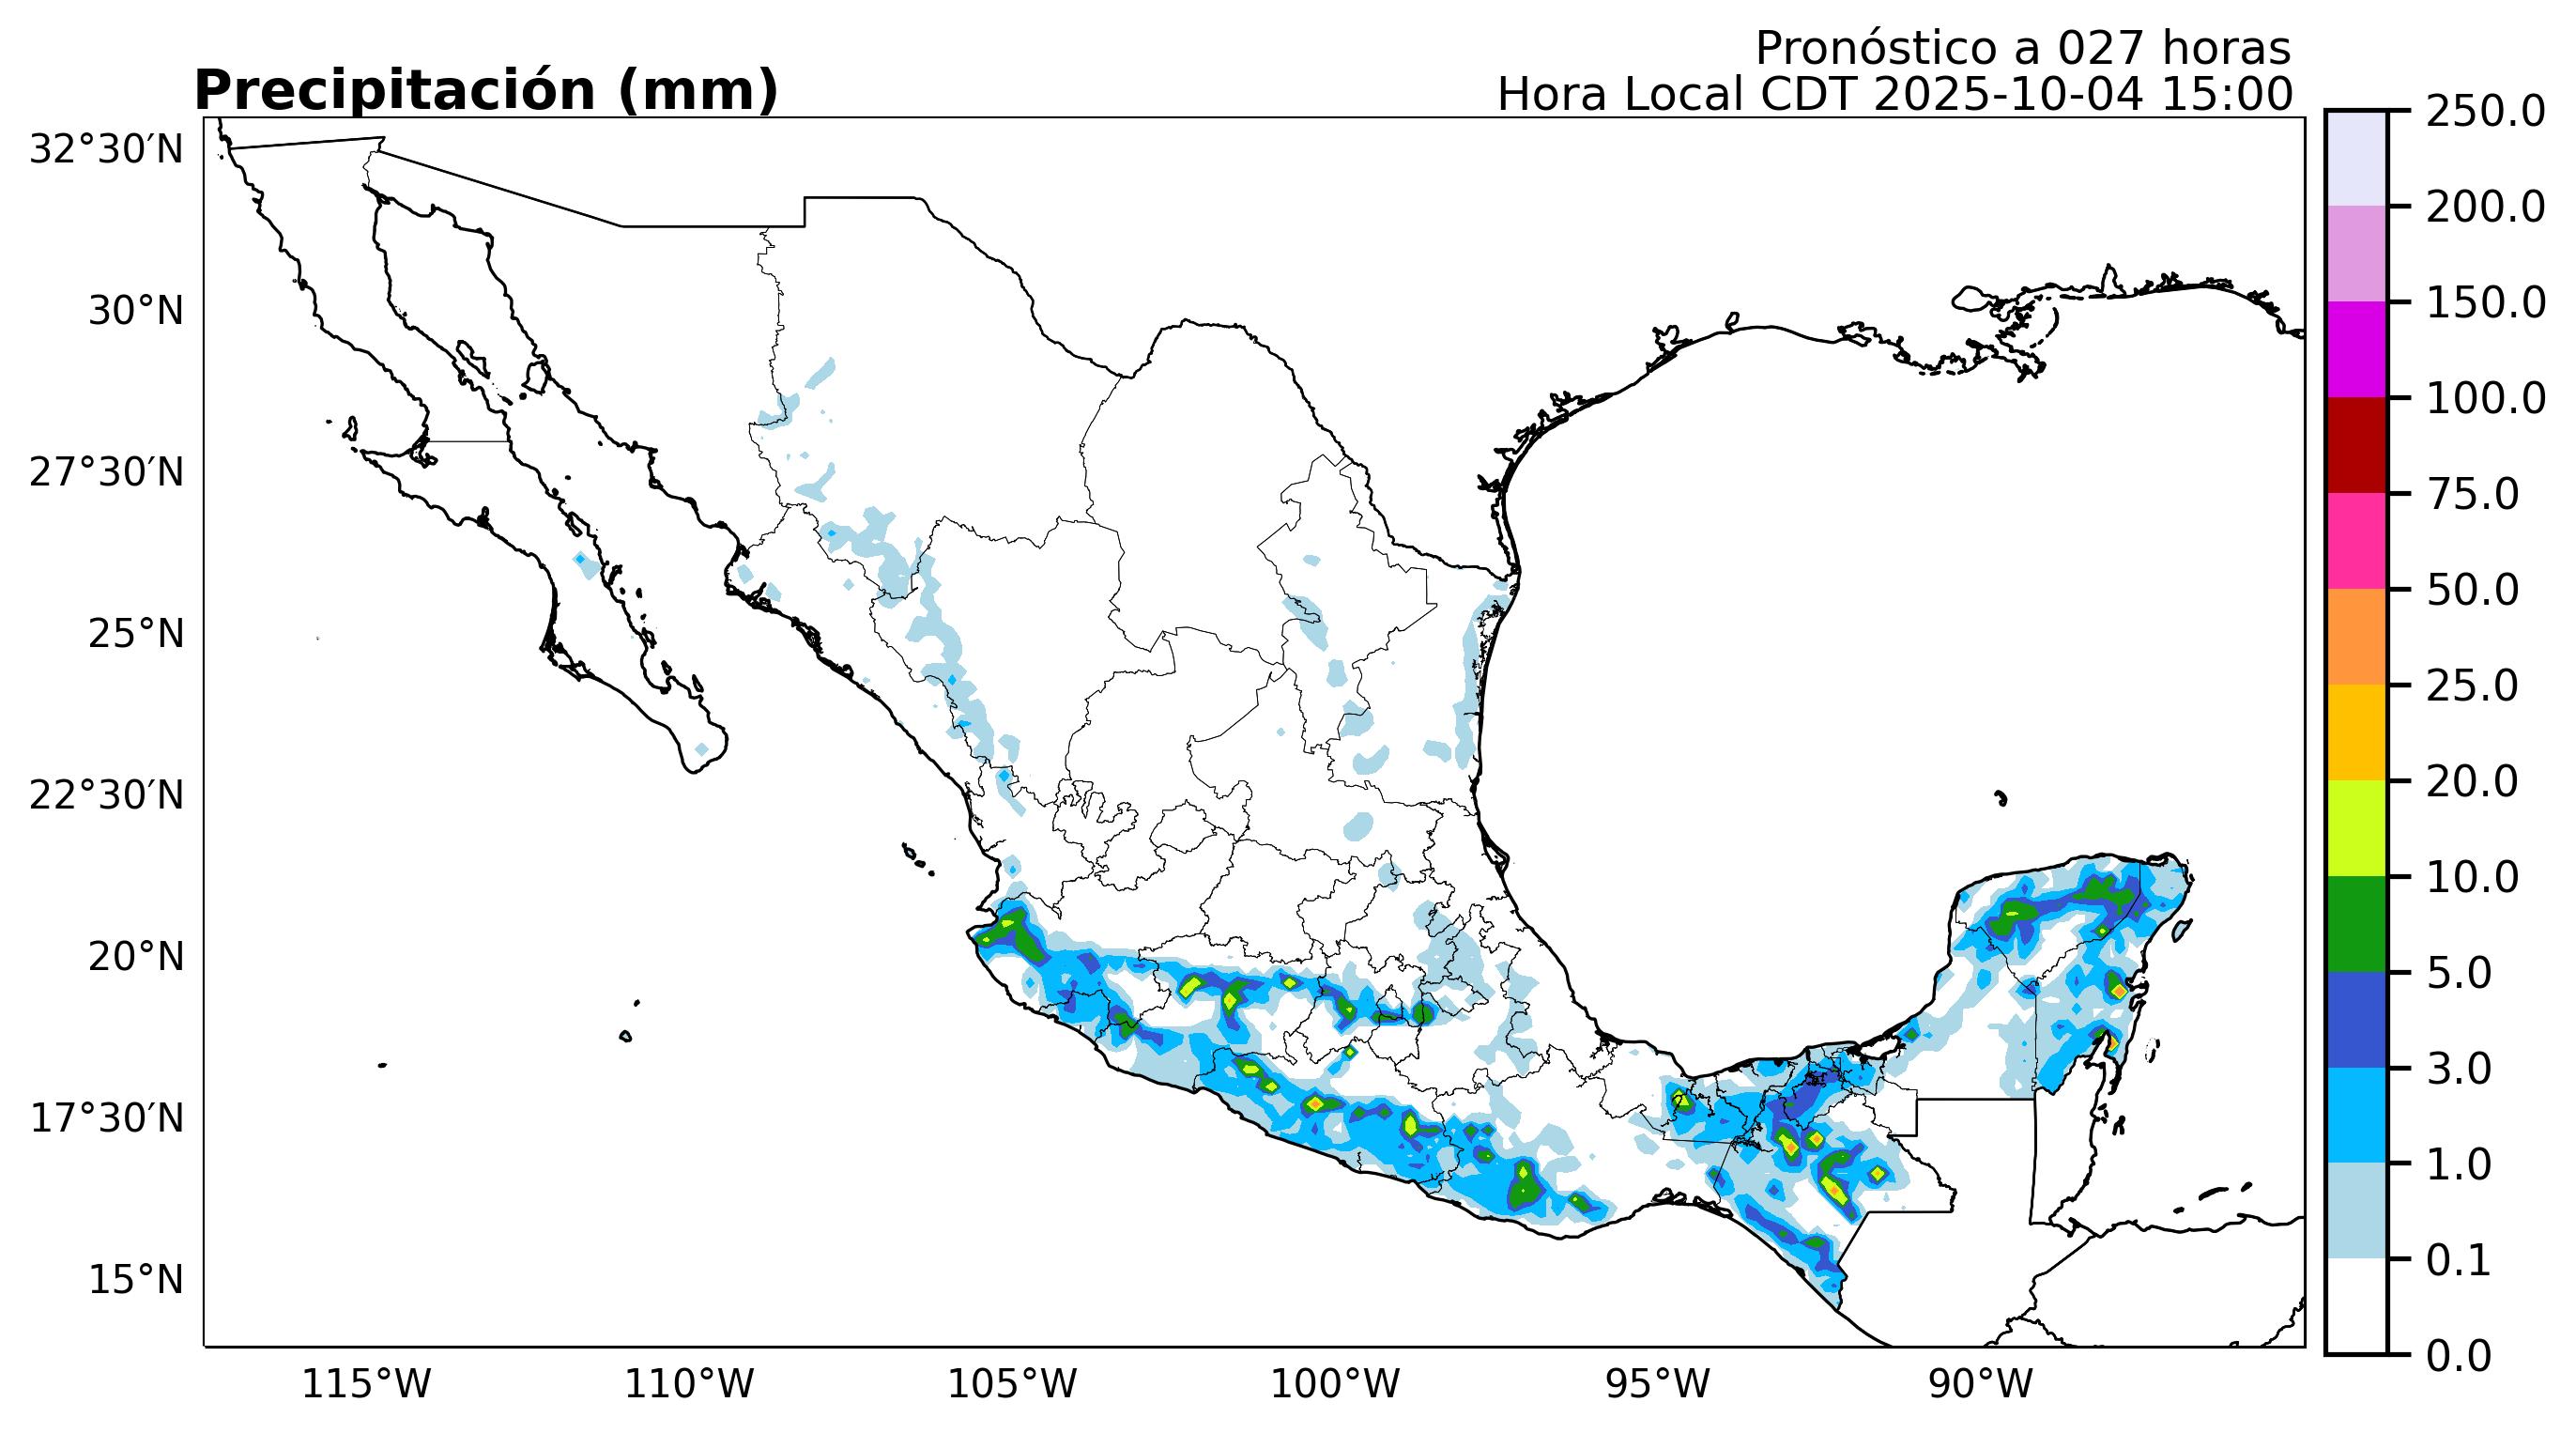 Pronóstico a 027 horas
Precipitación (mm)
Hora Local CDT 2025-10-04 15:00
32°30′N
30°N
27°30′N
25°N
22°30′N
20°N
17°30′N
15°N
115°W
110°W
105°W
100°W
95°W
90°W
250.0
200.0
150.0
100.0
75.0
50.0
25.0
20.0
10.0
5.0
3.0
1.0
0.1
0.0